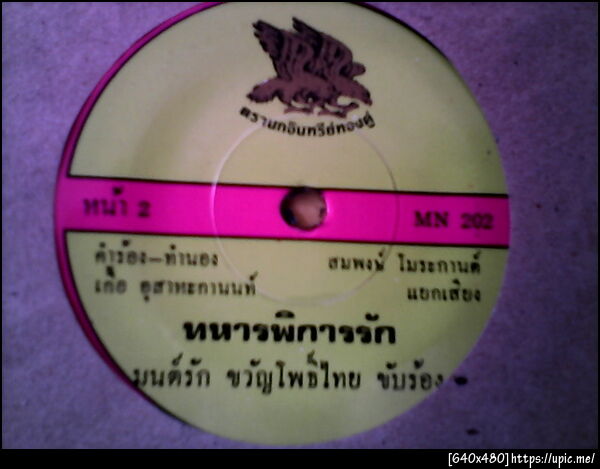 ตรานกอินทรีย์ทองคู่
หน้า 2 MN 202
คำร้อง-ทำนอง สมพงษ์ โมระกานต์
เกื้อ อุสาหะกานนท์ แยกเสียง
ทหารพิการรัก
มนต์รัก ขวัญโพธิ์ไทย ขับร้อง
[640x480]https://upic.me/